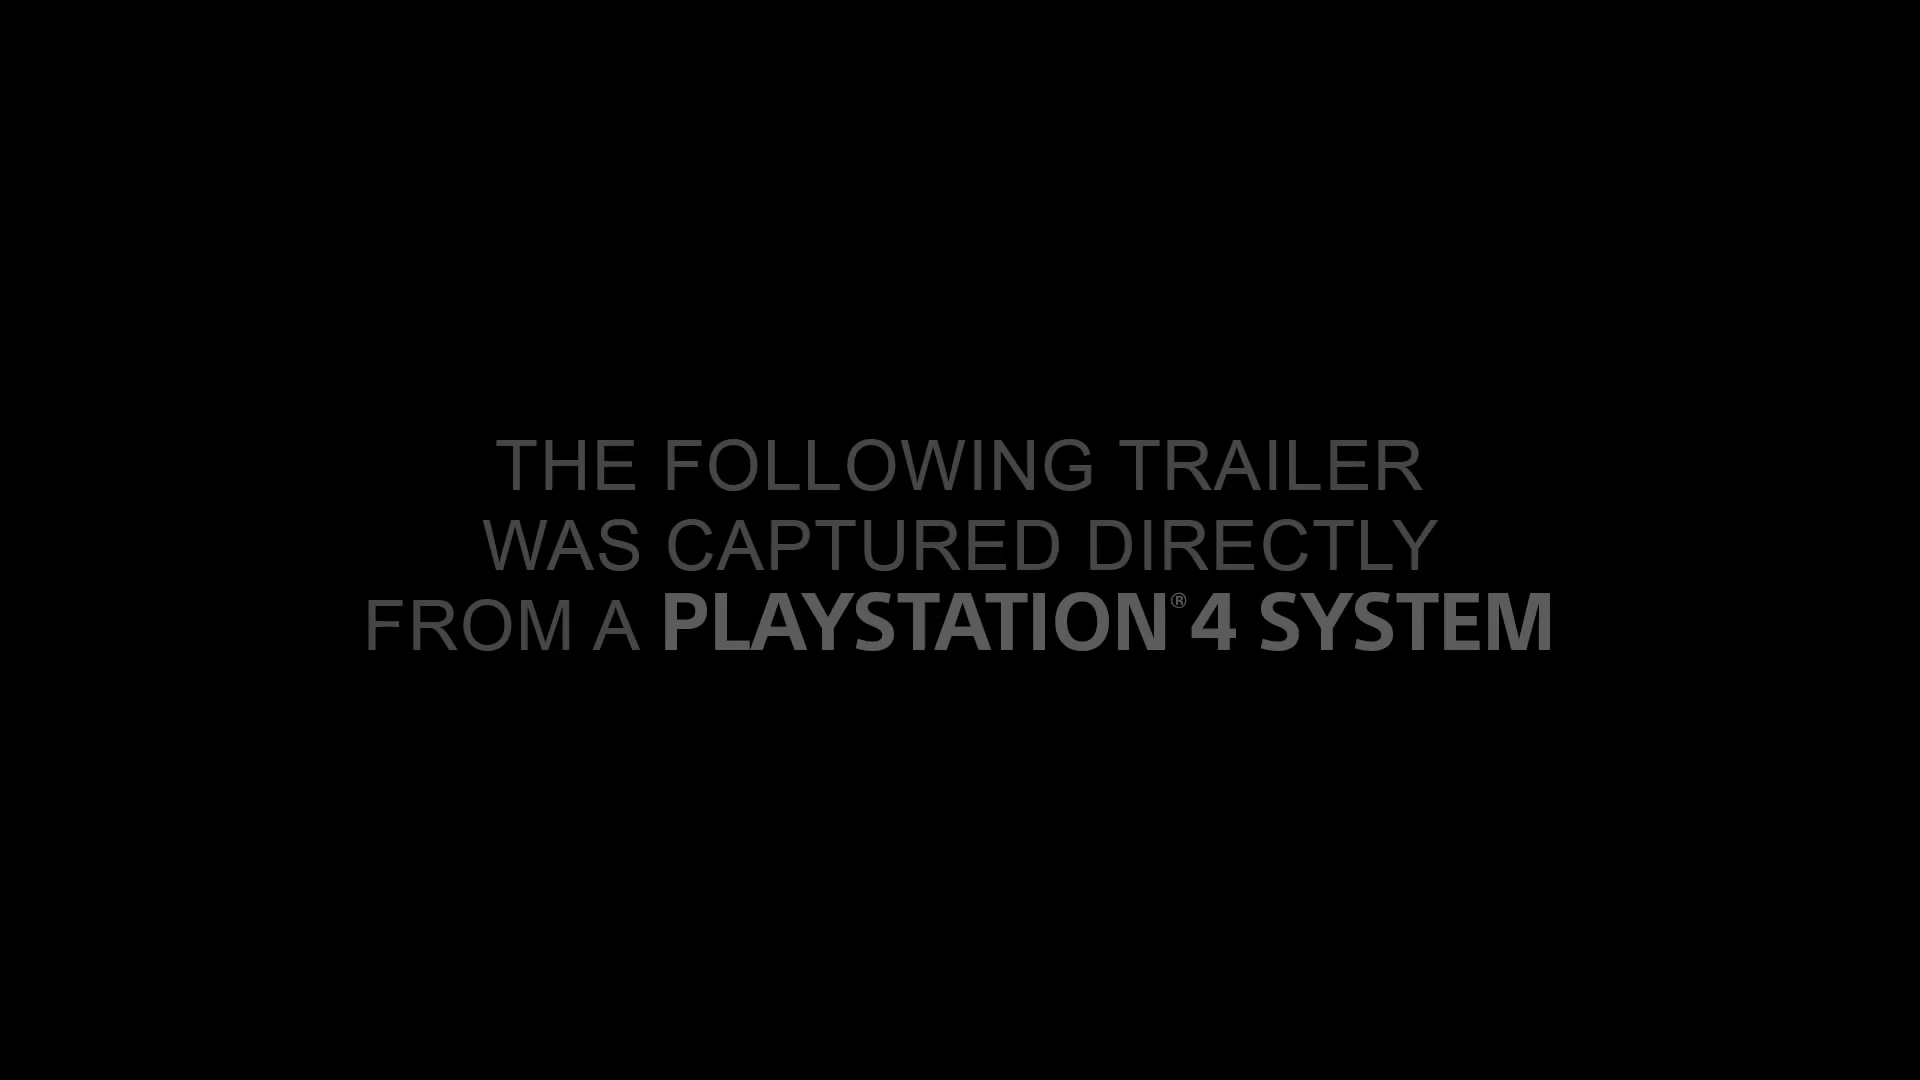 THE FOLLOWING TRAILER
WAS CAPTURED DIRECTLY
FROM A PLAYSTATION®4 SYSTEM